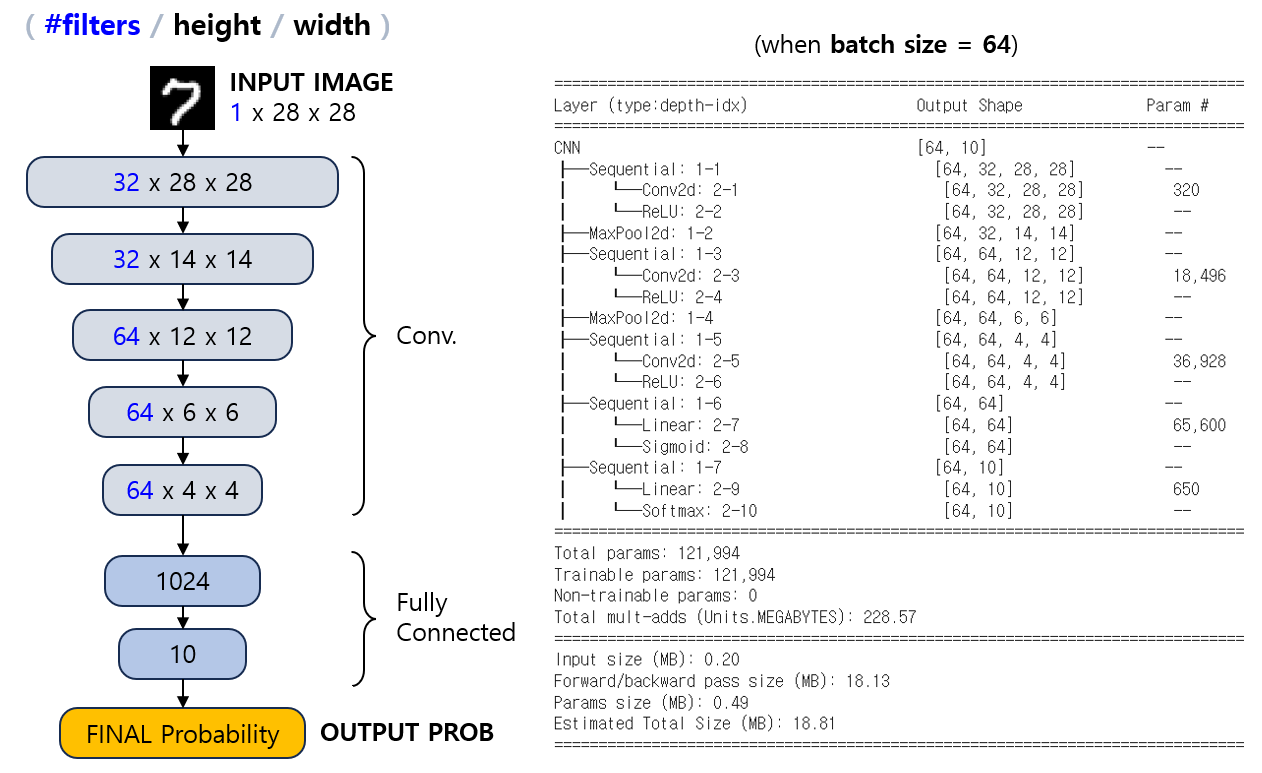 ( #filters / height / width )
INPUT IMAGE
1 x 28 x 28
32 x 28 x 28
32 x 14 x 14
64 x 12 x 12
64 x 6 x 6
64 x 4 x 4
Conv.
1024
10
Fully
Connected
FINAL Probability
OUTPUT PROB
(when batch size = 64)
==========================================================================================
Layer (type:depth-idx) Output Shape Param #
==========================================================================================
CNN [64, 10] --
├──Sequential: 1-1 [64, 32, 28, 28] --
│ └──Conv2d: 2-1 [64, 32, 28, 28] 320
│ └──ReLU: 2-2 [64, 32, 28, 28] --
├──MaxPool2d: 1-2 [64, 32, 14, 14] --
├──Sequential: 1-3 [64, 64, 12, 12] --
│ └──Conv2d: 2-3 [64, 64, 12, 12] 18,496
│ └──ReLU: 2-4 [64, 64, 12, 12] --
├──MaxPool2d: 1-4 [64, 64, 6, 6] --
├──Sequential: 1-5 [64, 64, 4, 4] --
│ └──Conv2d: 2-5 [64, 64, 4, 4] 36,928
│ └──ReLU: 2-6 [64, 64, 4, 4] --
├──Sequential: 1-6 [64, 64] --
│ └──Linear: 2-7 [64, 64] 65,600
│ └──Sigmoid: 2-8 [64, 64] --
├──Sequential: 1-7 [64, 10] --
│ └──Linear: 2-9 [64, 10] 650
│ └──Softmax: 2-10 [64, 10] --
==========================================================================================
Total params: 121,994
Trainable params: 121,994
Non-trainable params: 0
Total mult-adds (Units.MEGABYTES): 228.57
==========================================================================================
Input size (MB): 0.20
Forward/backward pass size (MB): 18.13
Params size (MB): 0.49
Estimated Total Size (MB): 18.81
==========================================================================================